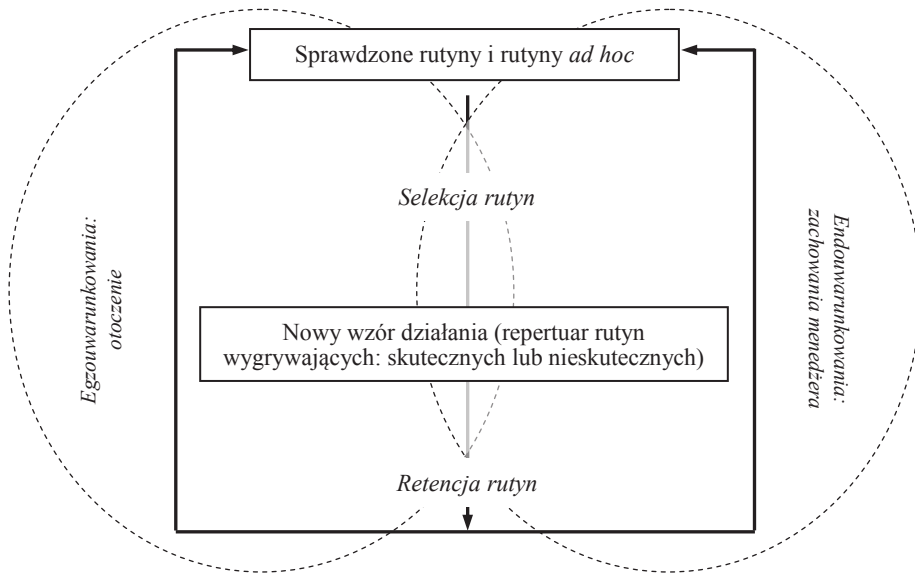 Sprawdzone rutyny i rutyny ad hoc
Selekcja rutyn
Egzouwarunkowania:
otoczenie
Endouwarunkowania:
zachowania menedżera
Nowy wzór działania (repertuar rutyn
wygrywających: skutecznych lub nieskutecznych)
Retencja rutyn